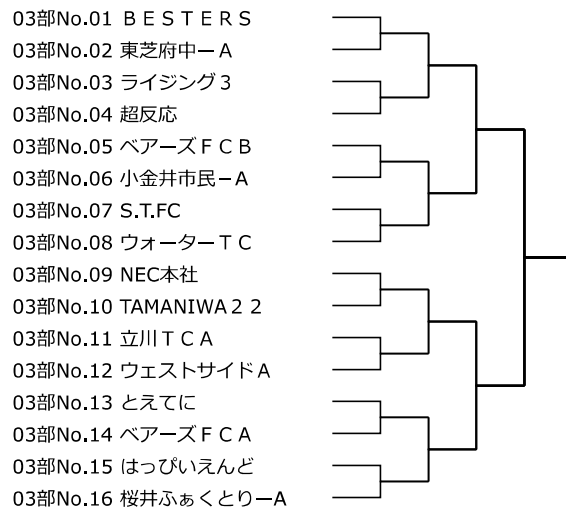 03部No.01 ＢＥＳＴＥＲＳ
03部No.02 東芝府中－Ａ
03部No.03 ライジング３
03部No.04 超反応
03部No.05 ベアーズＦＣＢ
03部No.06 小金井市民－Ａ
03部No.07 S.T.FC
03部No.08 ウォーターＴＣ
03部No.09 NEC本社
03部No.10 TAMANIWA２２
03部No.11 立川ＴＣＡ
03部No.12 ウェストサイドＡ
03部No.13 とえてに
03部No.14 ベアーズＦＣＡ
03部No.15 はっぴいえんど
03部No.16 桜井ふぁくとりーA